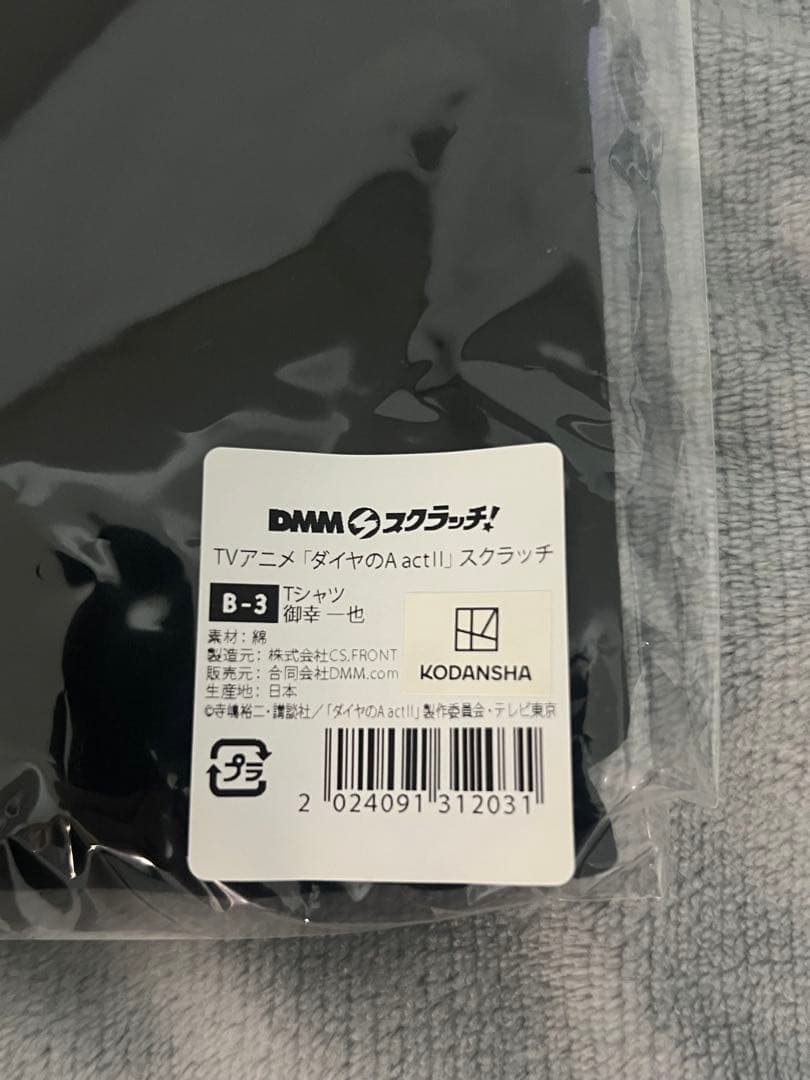 DMMスクラッチ!
TVアニメ「ダイヤのA actII」スクラッチ
B-3
Tシャツ
御幸 一也
素材:綿
製造元:株式会社CS.FRONT
販売元:合同会社DMM.com
生産地:日本
KODANSHA
©寺嶋裕二・講談社/「ダイヤのA actII」製作委員会・テレビ東京
プラ
2 024091 312031